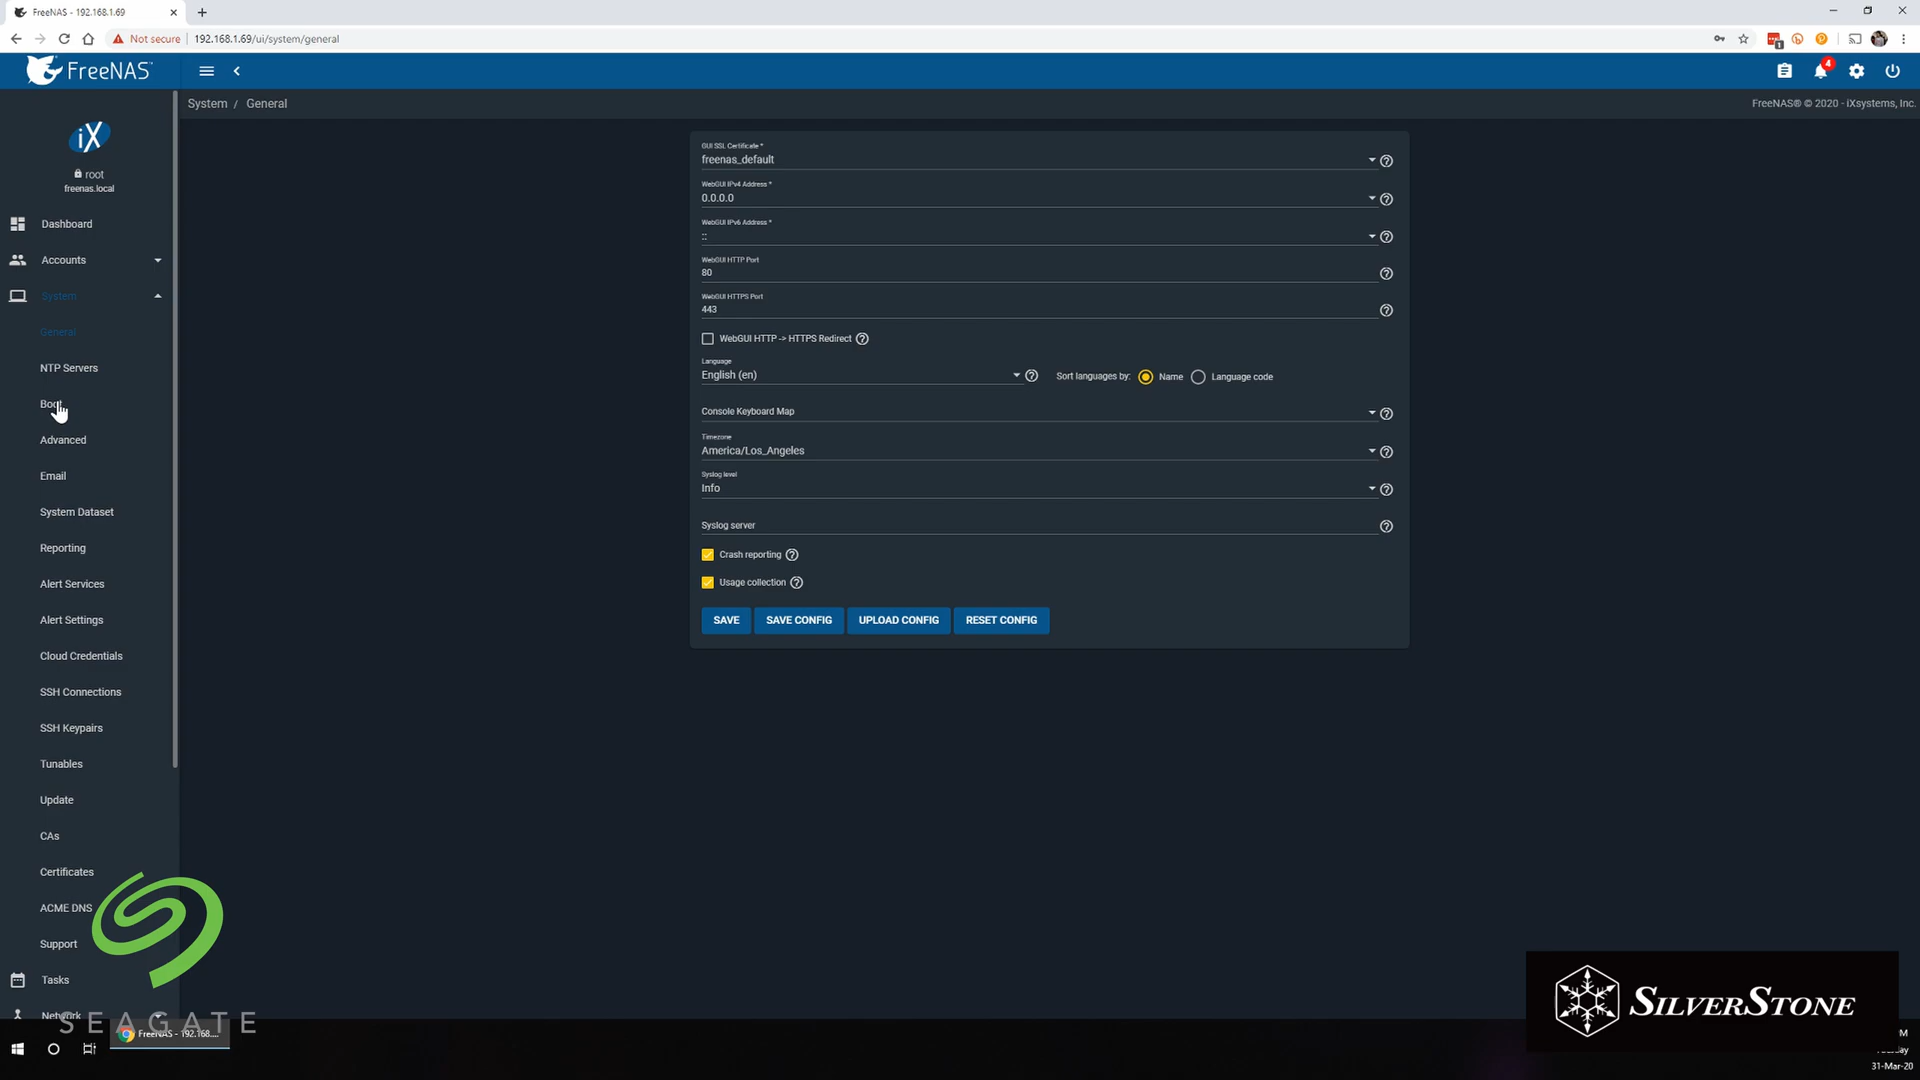 FreeNAS - 192.168.1.69
Not secure
192.168.1.69/ui/system/general
1
FreeNAS
4
System / General
FreeNAS® © 2020 - iXsystems, Inc.
iX
root
freenas.local
Dashboard
Accounts
System
General
NTP Servers
Boot
Advanced
Email
System Dataset
Reporting
Alert Services
Alert Settings
Cloud Credentials
SSH Connections
SSH Keypairs
Tunables
Update
CAs
Certificates
ACME DNS
Support
Tasks
Network
GUI SSL Certificate *
freenas_default
WebGUI IPv4 Address *
0.0.0.0
WebGUI IPv6 Address *
::
WebGUI HTTP Port
80
WebGUI HTTPS Port
443
WebGUI HTTP -> HTTPS Redirect
Language
English (en)
Sort languages by: Name Language code
Console Keyboard Map
Timezone
America/Los_Angeles
Syslog level
Info
Syslog server
Crash reporting
Usage collection
SAVE SAVE CONFIG UPLOAD CONFIG RESET CONFIG
SEAGATE
SILVERSTONE
FreeNAS - 192.168....
31-Mar-20